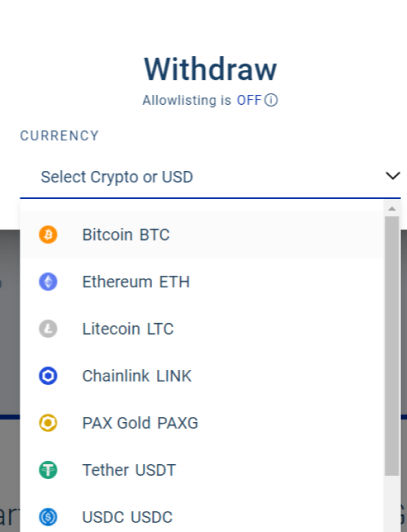 Withdraw
Allowlisting is OFF
CURRENCY
Select Crypto or USD
Bitcoin BTC
Ethereum ETH
Litecoin LTC
Chainlink LINK
PAX Gold PAXG
Tether USDT
USDC USDC